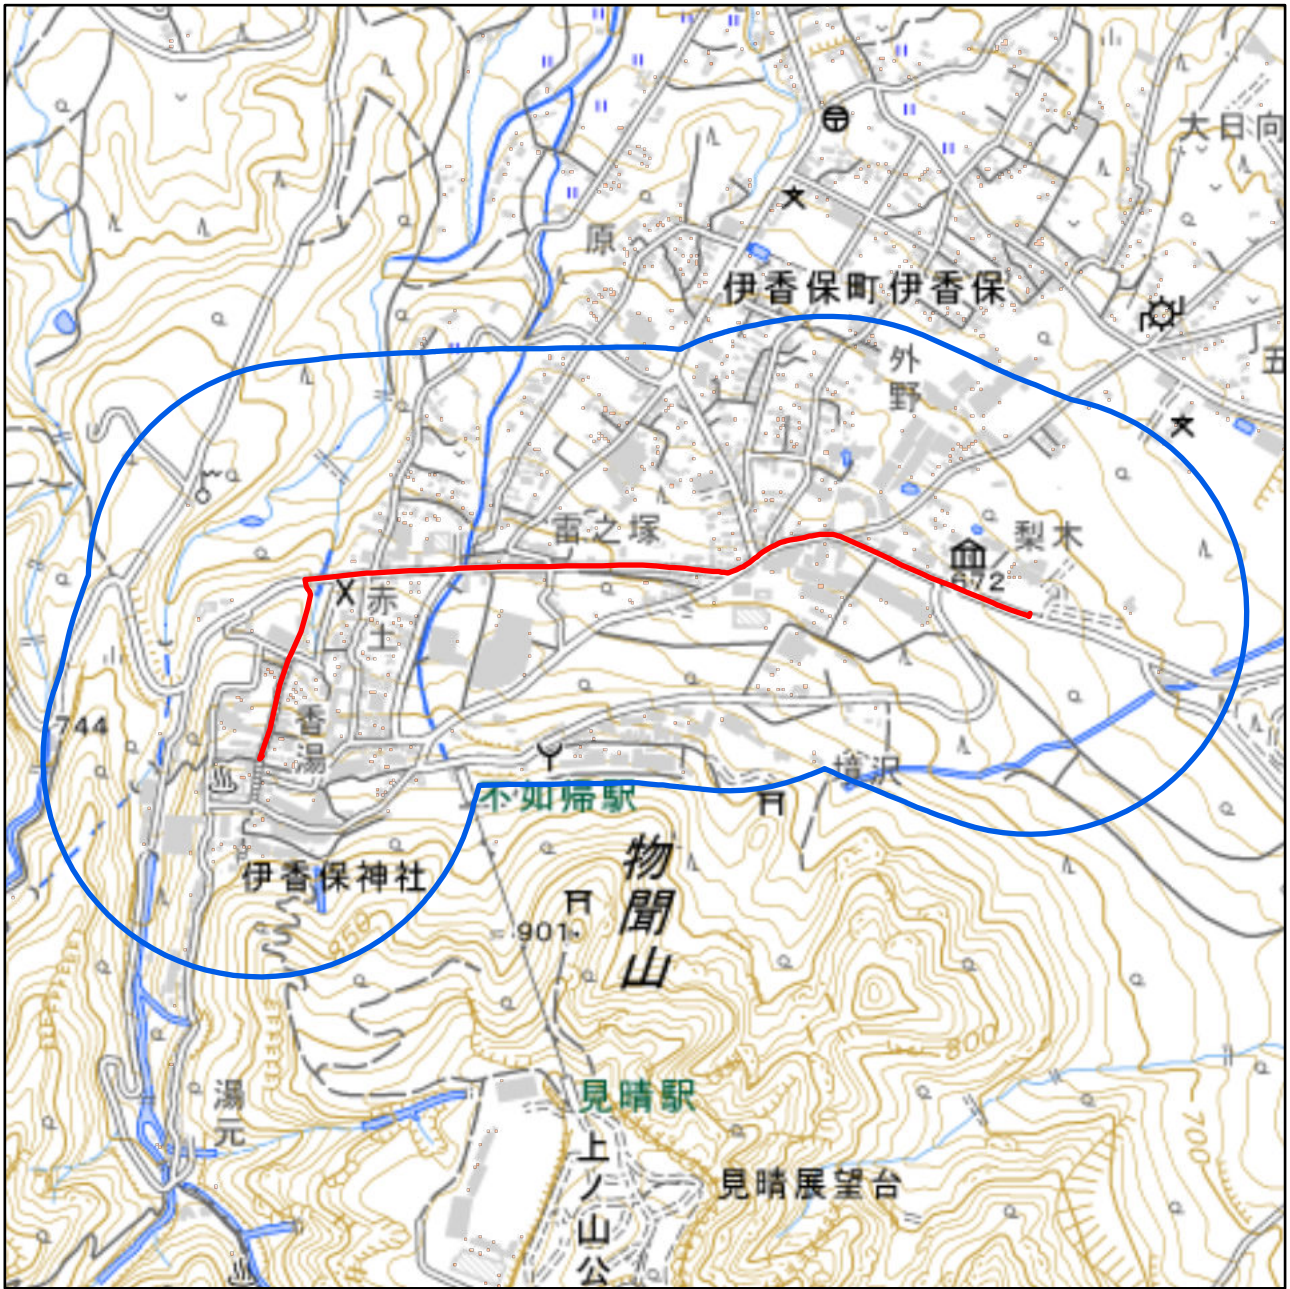 大日向
原
伊香保町伊香保
外野
五
雷之塚
梨木
672
赤土
香湯
744
不如帰駅
物聞山
伊香保神社
901
868
800
湯元
見晴駅
700
上ノ山公
見晴展望台